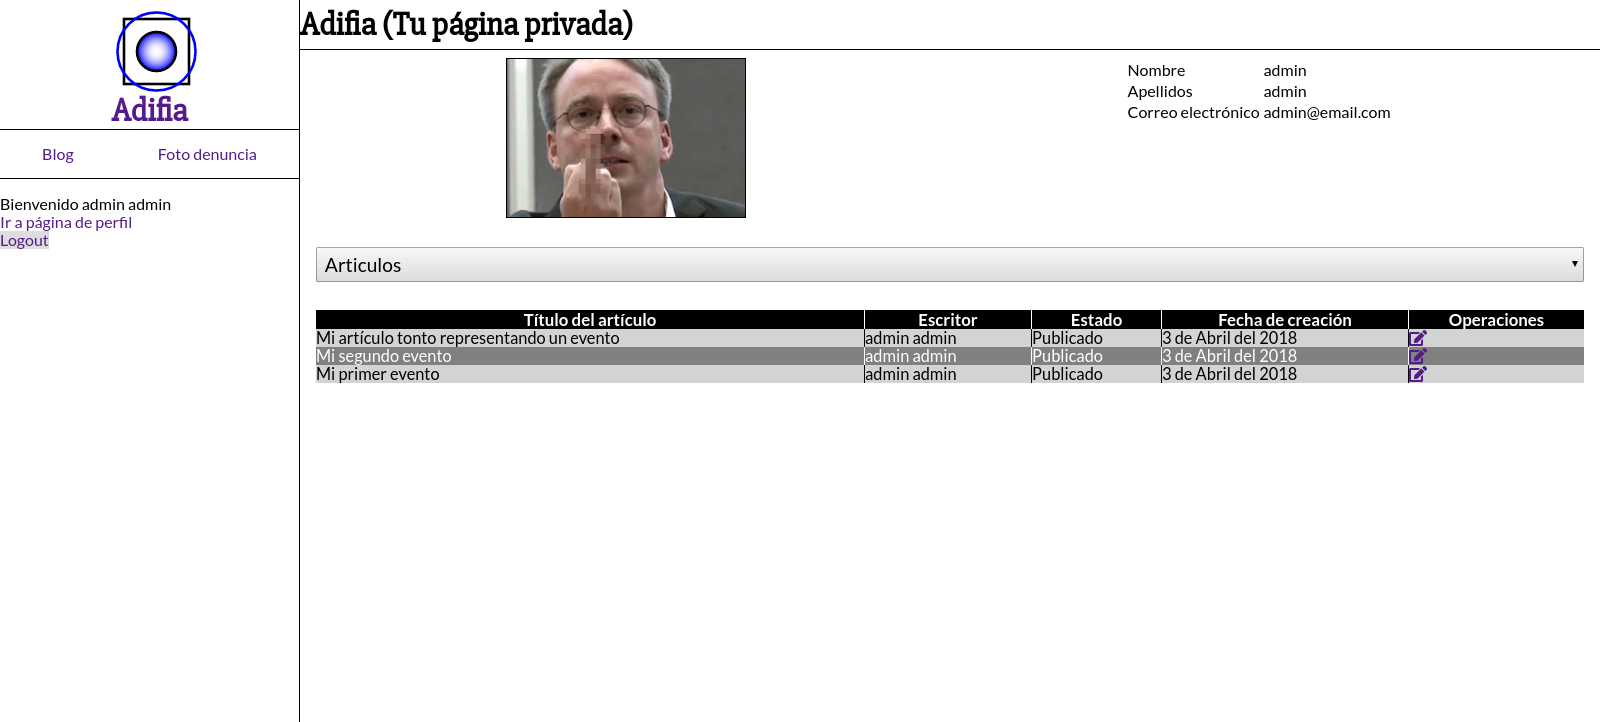 Adifia
Blog Foto denuncia
Bienvenido admin admin
Ir a página de perfil
Logout
Adifia (Tu página privada)
Nombre admin
Apellidos admin
Correo electrónico admin@email.com
Articulos
Título del artículo Escritor Estado Fecha de creación Operaciones
Mi artículo tonto representando un evento admin admin Publicado 3 de Abril del 2018
Mi segundo evento admin admin Publicado 3 de Abril del 2018
Mi primer evento admin admin Publicado 3 de Abril del 2018